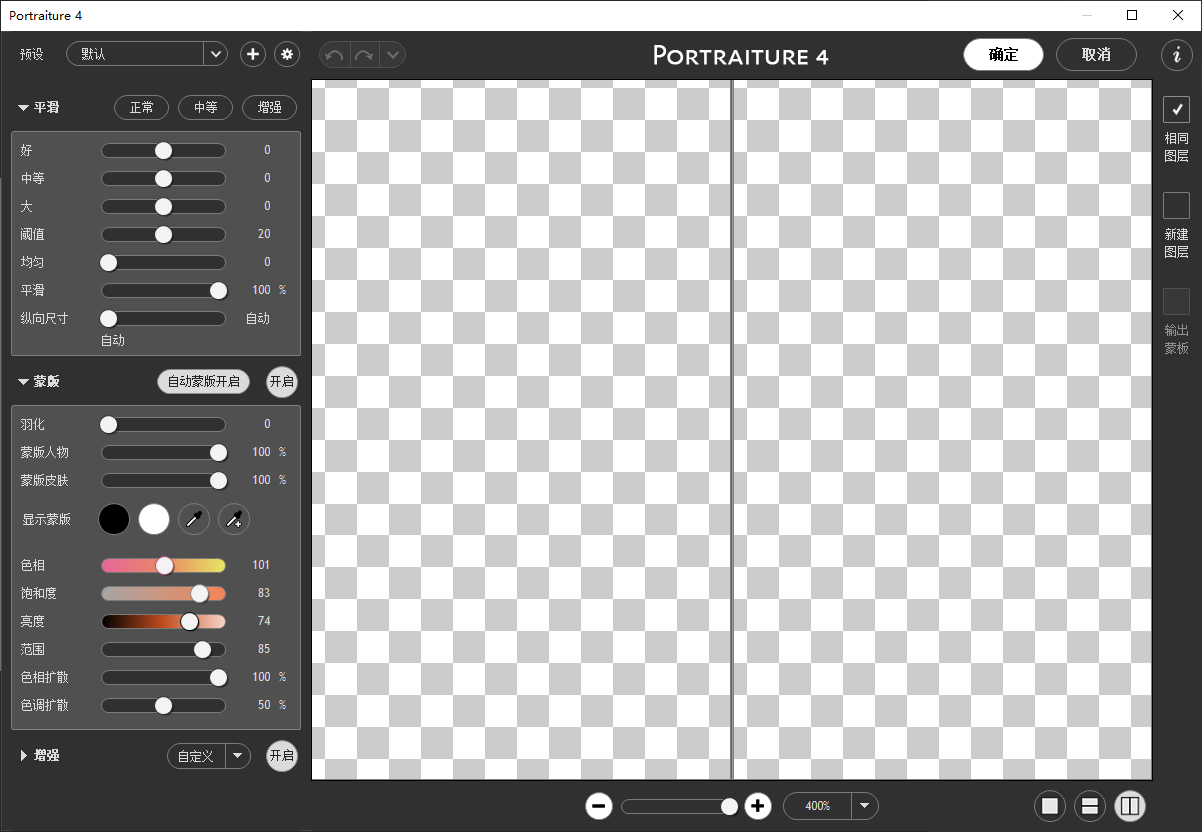 Portraiture 4
预设 默认
PORTRAITURE 4
确定 取消
平滑 正常 中等 增强
好 0
中等 0
大 0
阈值 20
均匀 0
平滑 100 %
纵向尺寸 自动
自动
蒙版 自动蒙版开启 开启
羽化 0
蒙版人物 100 %
蒙版皮肤 100 %
显示蒙版
色相 101
饱和度 83
亮度 74
范围 85
色相扩散 100 %
色调扩散 50 %
增强 自定义 开启
400%
相同
图层
新建
图层
输出
蒙板